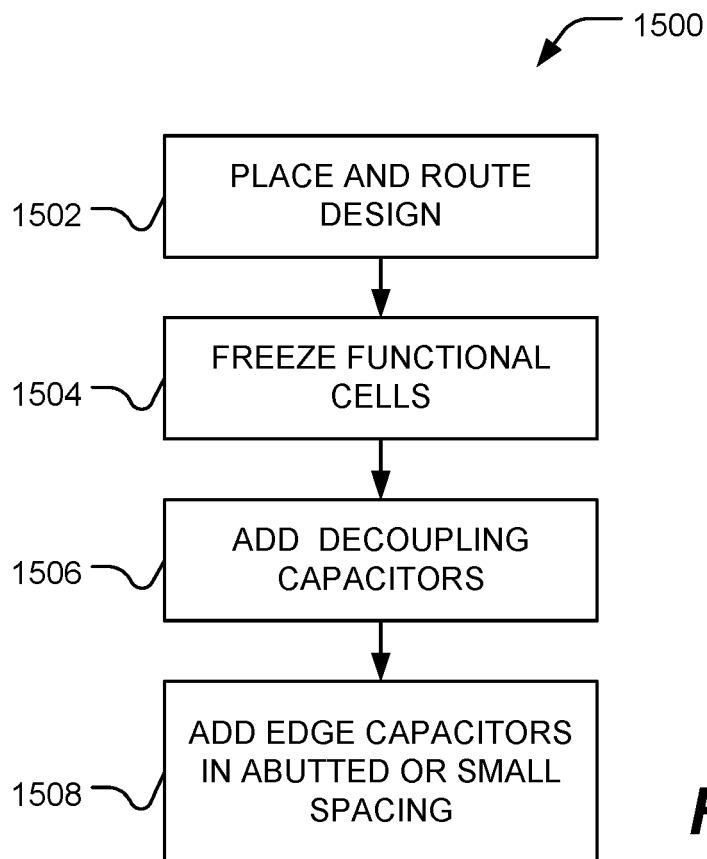 1500
PLACE AND ROUTE
DESIGN
1502
FREEZE FUNCTIONAL
CELLS
1504
ADD DECOUPLING
CAPACITORS
1506
ADD EDGE CAPACITORS
IN ABUTTED OR SMALL
SPACING
1508